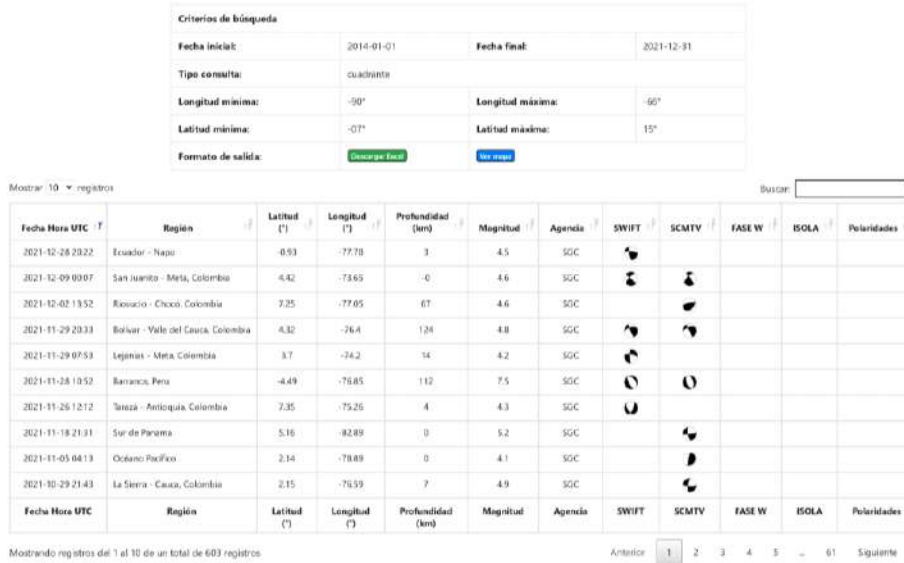 Criterios de búsqueda
Fecha inicial: 2014-01-01 Fecha final: 2021-12-31
Tipo consulta: cuadrante
Longitud mínima: -90° Longitud máxima: -66°
Latitud mínima: -07° Latitud máxima: 15°
Formato de salida: Descargar Excel Ver mapa
Mostrar 10 registros Buscar:
Fecha Hora UTC Región Latitud (°) Longitud (°) Profundidad (km) Magnitud Agencia SWIFT SCMTV FASE W ISOLA Polaridades
2021-12-28 20:22 Ecuador - Napo -0.93 -77.78 3 4.5 SGC
2021-12-09 00:07 San Juanito - Meta, Colombia 4.42 -73.65 -0 4.6 SGC
2021-12-02 13:52 Riosucio - Chocó, Colombia 7.25 -77.05 67 4.6 SGC
2021-11-29 20:33 Bolívar - Valle del Cauca, Colombia 4.32 -76.4 124 4.8 SGC
2021-11-29 07:53 Lejanías - Meta, Colombia 3.7 -74.2 14 4.2 SGC
2021-11-28 10:52 Barranca, Peru -4.49 -76.85 112 7.5 SGC
2021-11-26 12:12 Tarazá - Antioquia, Colombia 7.35 -75.26 4 4.3 SGC
2021-11-18 21:31 Sur de Panama 5.16 -82.89 0 5.2 SGC
2021-11-05 04:13 Océano Pacífico 2.14 -78.89 0 4.1 SGC
2021-10-29 21:43 La Sierra - Cauca, Colombia 2.15 -76.59 7 4.9 SGC
Fecha Hora UTC Región Latitud (°) Longitud (°) Profundidad (km) Magnitud Agencia SWIFT SCMTV FASE W ISOLA Polaridades
Mostrando registros del 1 al 10 de un total de 603 registros Anterior 1 2 3 4 5 … 61 Siguiente